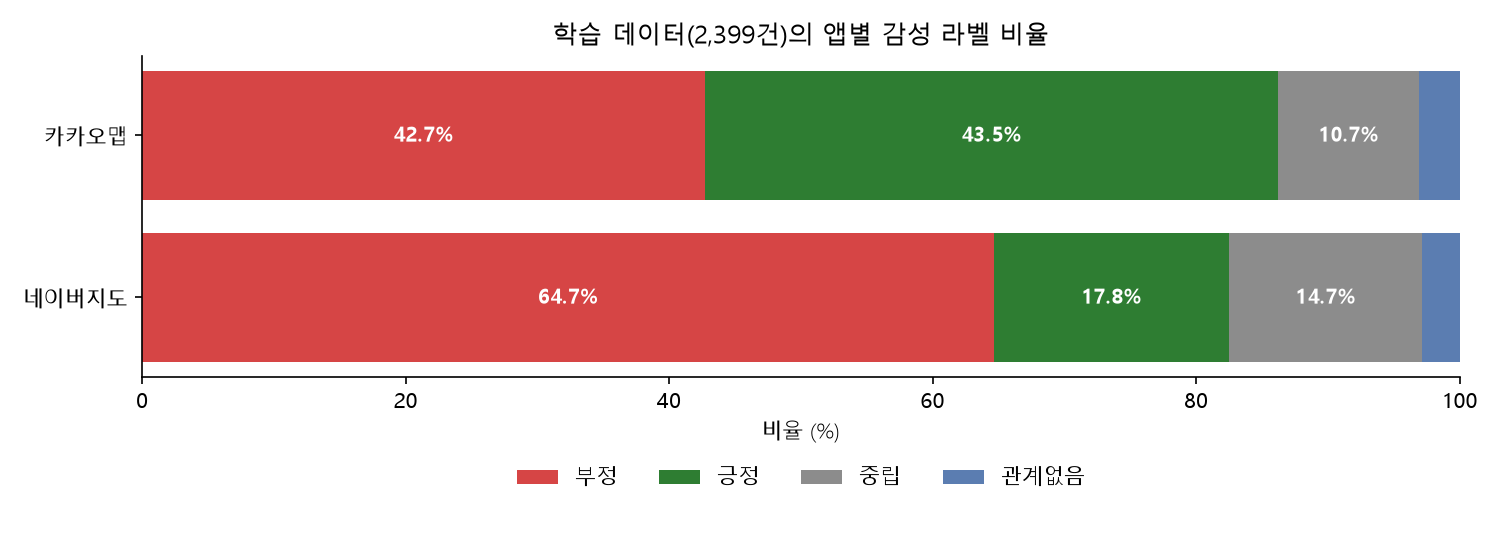 학습 데이터(2,399건)의 앱별 감성 라벨 비율
카카오맵
42.7%
43.5%
10.7%
네이버지도
64.7%
17.8%
14.7%
0
20
40
60
80
100
비율 (%)
부정
긍정
중립
관계없음